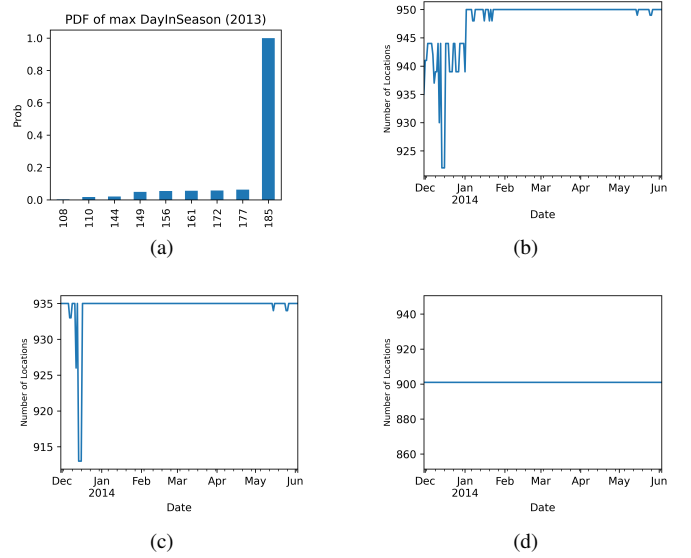 PDF of max DayInSeason (2013)
Prob
1.0
0.8
0.6
0.4
0.2
0.0
108 110 144 149 156 161 172 177 185
(a)
Number of Locations
950
945
940
935
930
925
Dec Jan Feb Mar Apr May Jun
2014
Date
(b)
Number of Locations
935
930
925
920
915
Dec Jan Feb Mar Apr May Jun
2014
Date
(c)
Number of Locations
940
920
900
880
860
Dec Jan Feb Mar Apr May Jun
2014
Date
(d)